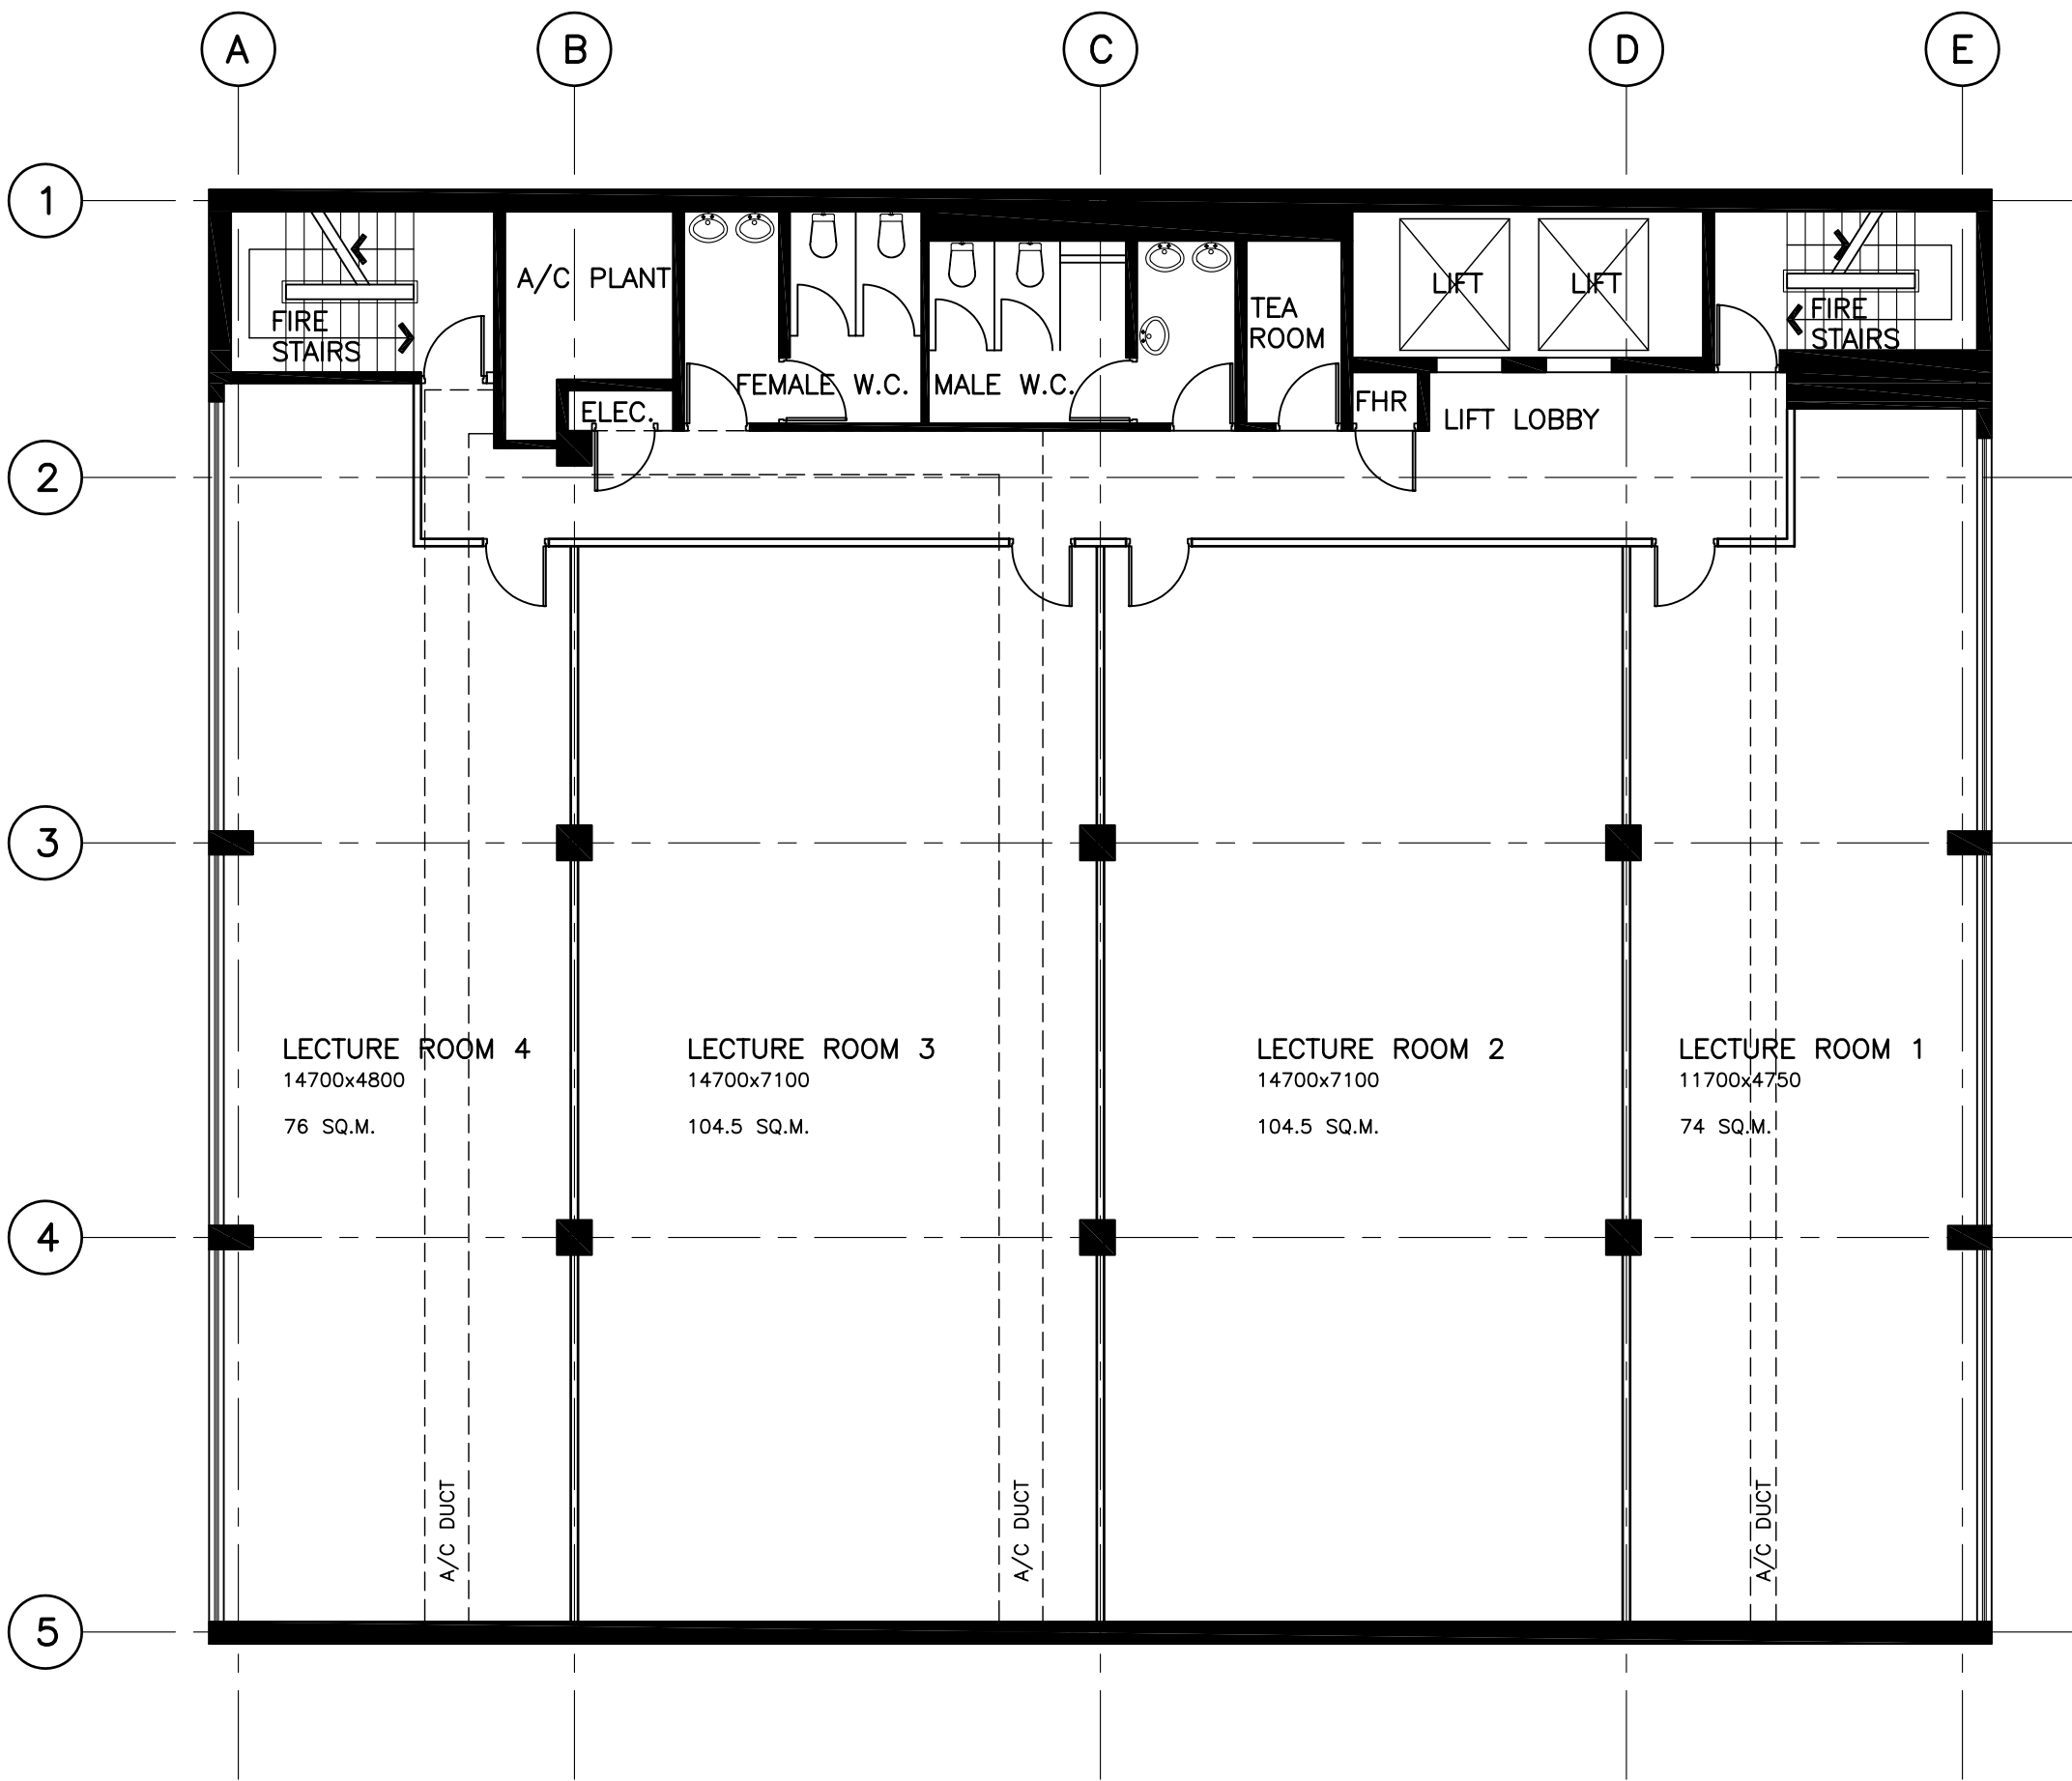 A
B
C
D
E
1
2
3
4
5
FIRE
STAIRS
A/C PLANT
ELEC.
FEMALE W.C.
MALE W.C.
TEA
ROOM
LIFT
LIFT
FHR
LIFT LOBBY
FIRE
STAIRS
LECTURE ROOM 4
14700x4800
76 SQ.M.
LECTURE ROOM 3
14700x7100
104.5 SQ.M.
LECTURE ROOM 2
14700x7100
104.5 SQ.M.
LECTURE ROOM 1
11700x4750
74 SQ.M.
A/C DUCT
A/C DUCT
A/C DUCT